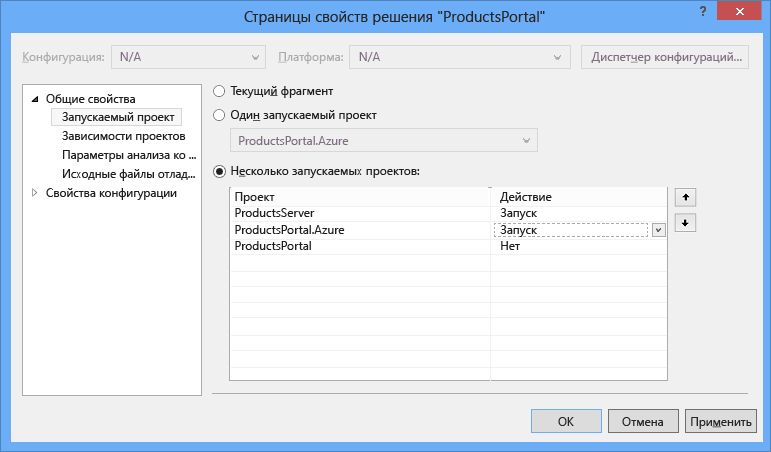 Страницы свойств решения "ProductsPortal"
?
Конфигурация: N/A Платформа: N/A Диспетчер конфигураций...
Общие свойства
Запускаемый проект
Зависимости проектов
Параметры анализа ко ...
Исходные файлы отлад...
Свойства конфигурации
Текущий фрагмент
Один запускаемый проект
ProductsPortal.Azure
Несколько запускаемых проектов:
Проект Действие
ProductsServer Запуск
ProductsPortal.Azure Запуск
ProductsPortal Нет
ОК Отмена Применить